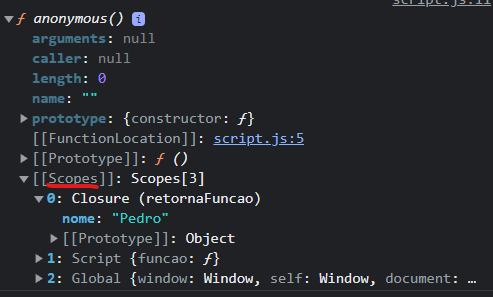 script.js:11
▼ ƒ anonymous() i
arguments: null
caller: null
length: 0
name: ""
▶ prototype: {constructor: ƒ}
[[FunctionLocation]]: script.js:5
▶ [[Prototype]]: ƒ ()
▼ [[Scopes]]: Scopes[3]
▼ 0: Closure (retornaFuncao)
nome: "Pedro"
▶ [[Prototype]]: Object
▶ 1: Script {funcao: ƒ}
▶ 2: Global {window: Window, self: Window, document: …